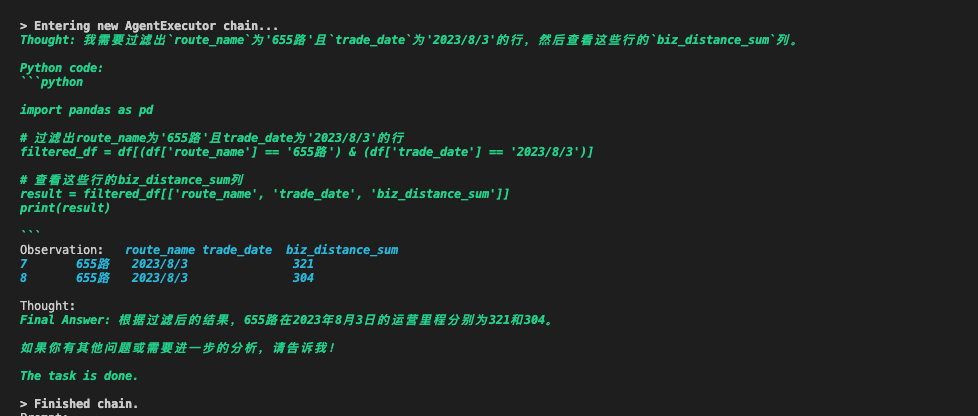 > Entering new AgentExecutor chain...
Thought: 我需要过滤出`route_name`为'655路'且`trade_date`为'2023/8/3'的行，然后查看这些行的`biz_distance_sum`列。
Python code:
```python
import pandas as pd
# 过滤出route_name为'655路'且trade_date为'2023/8/3'的行
filtered_df = df[(df['route_name'] == '655路') & (df['trade_date'] == '2023/8/3')]
# 查看这些行的biz_distance_sum列
result = filtered_df[['route_name', 'trade_date', 'biz_distance_sum']]
print(result)
```
Observation:   route_name trade_date  biz_distance_sum
7       655路   2023/8/3               321
8       655路   2023/8/3               304
Thought:
Final Answer: 根据过滤后的结果，655路在2023年8月3日的运营里程分别为321和304。
如果你有其他问题或需要进一步的分析，请告诉我！
The task is done.
> Finished chain.